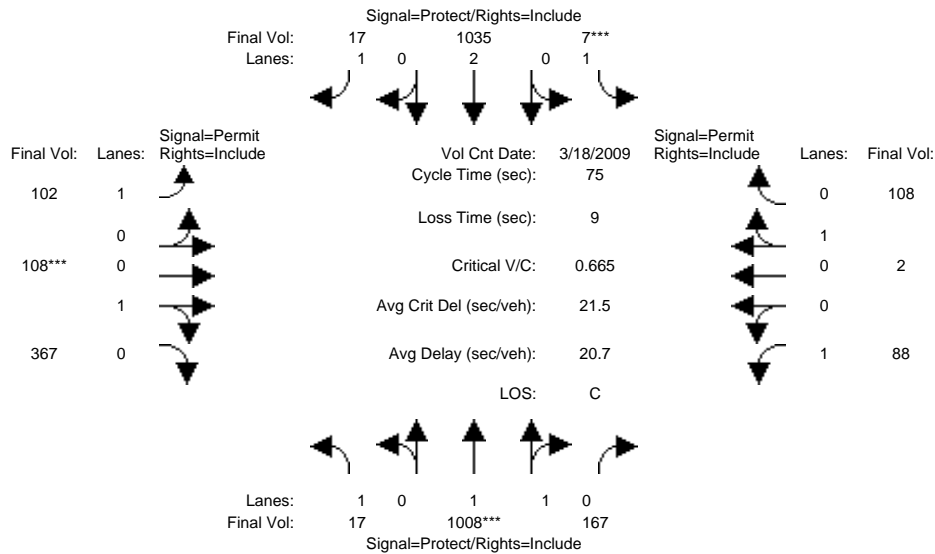 Signal=Protect/Rights=Include
Final Vol: 17 1035 7***
Lanes: 1 0 2 0 1
Signal=Permit
Final Vol: Lanes: Rights=Include
Vol Cnt Date: 3/18/2009
Signal=Permit
Rights=Include Lanes: Final Vol:
Cycle Time (sec): 75
102 1
0 108
Loss Time (sec): 9
0
1
108*** 0
Critical V/C: 0.665
0 2
1
Avg Crit Del (sec/veh): 21.5
0
367 0
Avg Delay (sec/veh): 20.7
1 88
LOS: C
Lanes: 1 0 1 1 0
Final Vol: 17 1008*** 167
Signal=Protect/Rights=Include